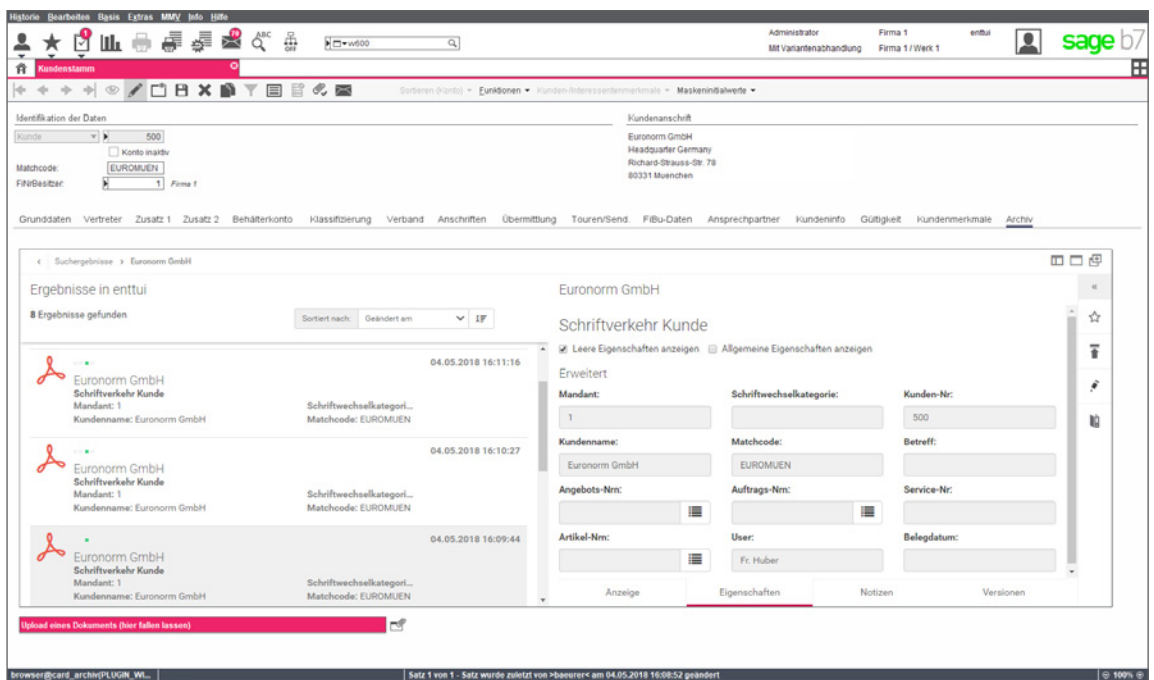 Historie Bearbeiten Basis Extras MMV Info Hilfe
1 79 ABC OFF w600
Administrator Firma 1 enttui
Mit Variantenabhandlung Firma 1 / Werk 1
sage b7
Kundenstamm
Sortieren (Konto) Funktionen Kunden-/Interessentenmerkmale Maskeninitialwerte
Identifikation der Daten
Kunde 500
Konto inaktiv
Matchcode: EUROMUEN
FiNrBesitzer: 1 Firma 1
Kundenanschrift
Euronorm GmbH
Headquarter Germany
Richard-Strauss-Str. 78
80331 Muenchen
Grunddaten Vertreter Zusatz 1 Zusatz 2 Behälterkonto Klassifizierung Verband Anschriften Übermittlung Touren/Send. FiBu-Daten Ansprechpartner Kundeninfo Gültigkeit Kundenmerkmale Archiv
Suchergebnisse > Euronorm GmbH
Ergebnisse in enttui
8 Ergebnisse gefunden
Sortiert nach: Geändert am
04.05.2018 16:11:16
Euronorm GmbH
Schriftverkehr Kunde
Mandant: 1 Schriftwechselkategori...
Kundenname: Euronorm GmbH Matchcode: EUROMUEN
04.05.2018 16:10:27
Euronorm GmbH
Schriftverkehr Kunde
Mandant: 1 Schriftwechselkategori...
Kundenname: Euronorm GmbH Matchcode: EUROMUEN
04.05.2018 16:09:44
Euronorm GmbH
Schriftverkehr Kunde
Mandant: 1 Schriftwechselkategori...
Kundenname: Euronorm GmbH Matchcode: EUROMUEN
Euronorm GmbH
Schriftverkehr Kunde
Leere Eigenschaften anzeigen Allgemeine Eigenschaften anzeigen
Erweitert
Mandant: Schriftwechselkategorie: Kunden-Nr:
1 500
Kundenname: Matchcode: Betreff:
Euronorm GmbH EUROMUEN
Angebots-Nrn: Auftrags-Nrn: Service-Nr:
Artikel-Nrn: User: Belegdatum:
Fr. Huber
Anzeige Eigenschaften Notizen Versionen
Upload eines Dokuments (hier fallen lassen)
browser@card_archiv(PLUGIN_WI... Satz 1 von 1 - Satz wurde zuletzt von >baeurer< am 04.05.2018 16:08:52 geändert 100%